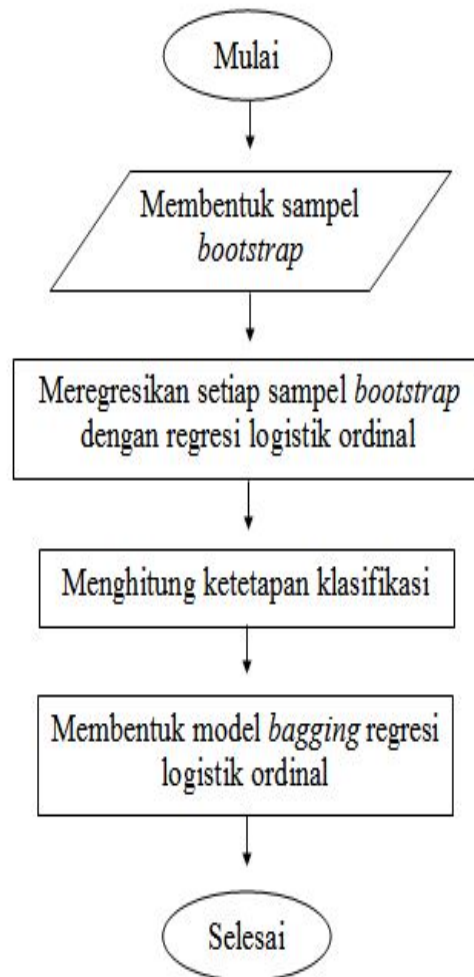 Mulai
Membentuk sampel
bootstrap
Meregresikan setiap sampel bootstrap
dengan regresi logistik ordinal
Menghitung ketetapan klasifikasi
Membentuk model bagging regresi
logistik ordinal
Selesai